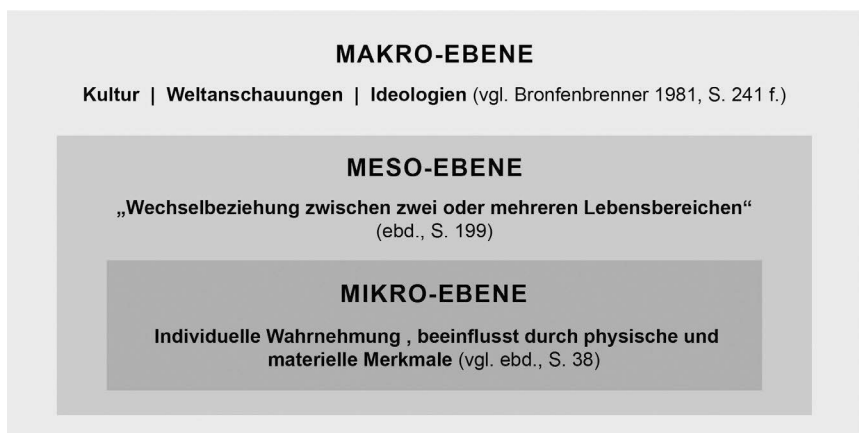 MAKRO-EBENE
Kultur | Weltanschauungen | Ideologien (vgl. Bronfenbrenner 1981, S. 241 f.)
MESO-EBENE
„Wechselbeziehung zwischen zwei oder mehreren Lebensbereichen“
(ebd., S. 199)
MIKRO-EBENE
Individuelle Wahrnehmung , beeinflusst durch physische und
materielle Merkmale (vgl. ebd., S. 38)